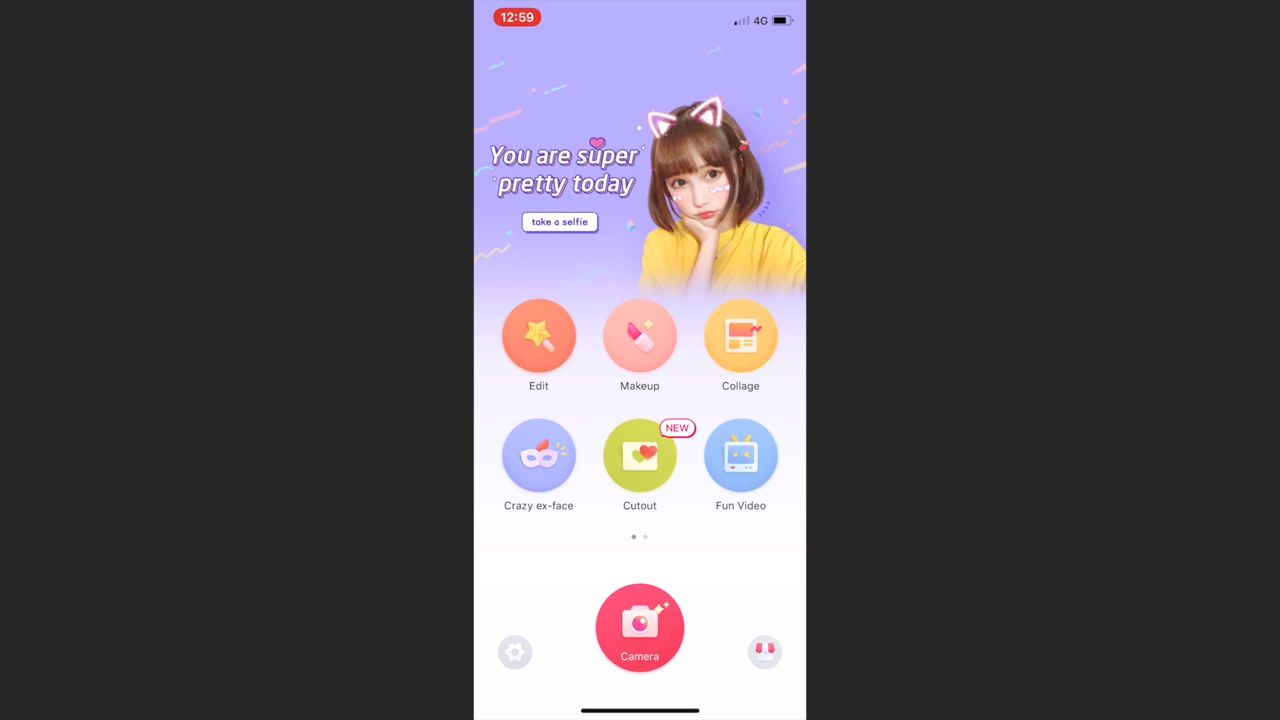 12:59
4G
You are super
pretty today
take a selfie
Edit
Makeup
Collage
NEW
Crazy ex-face
Cutout
Fun Video
Camera